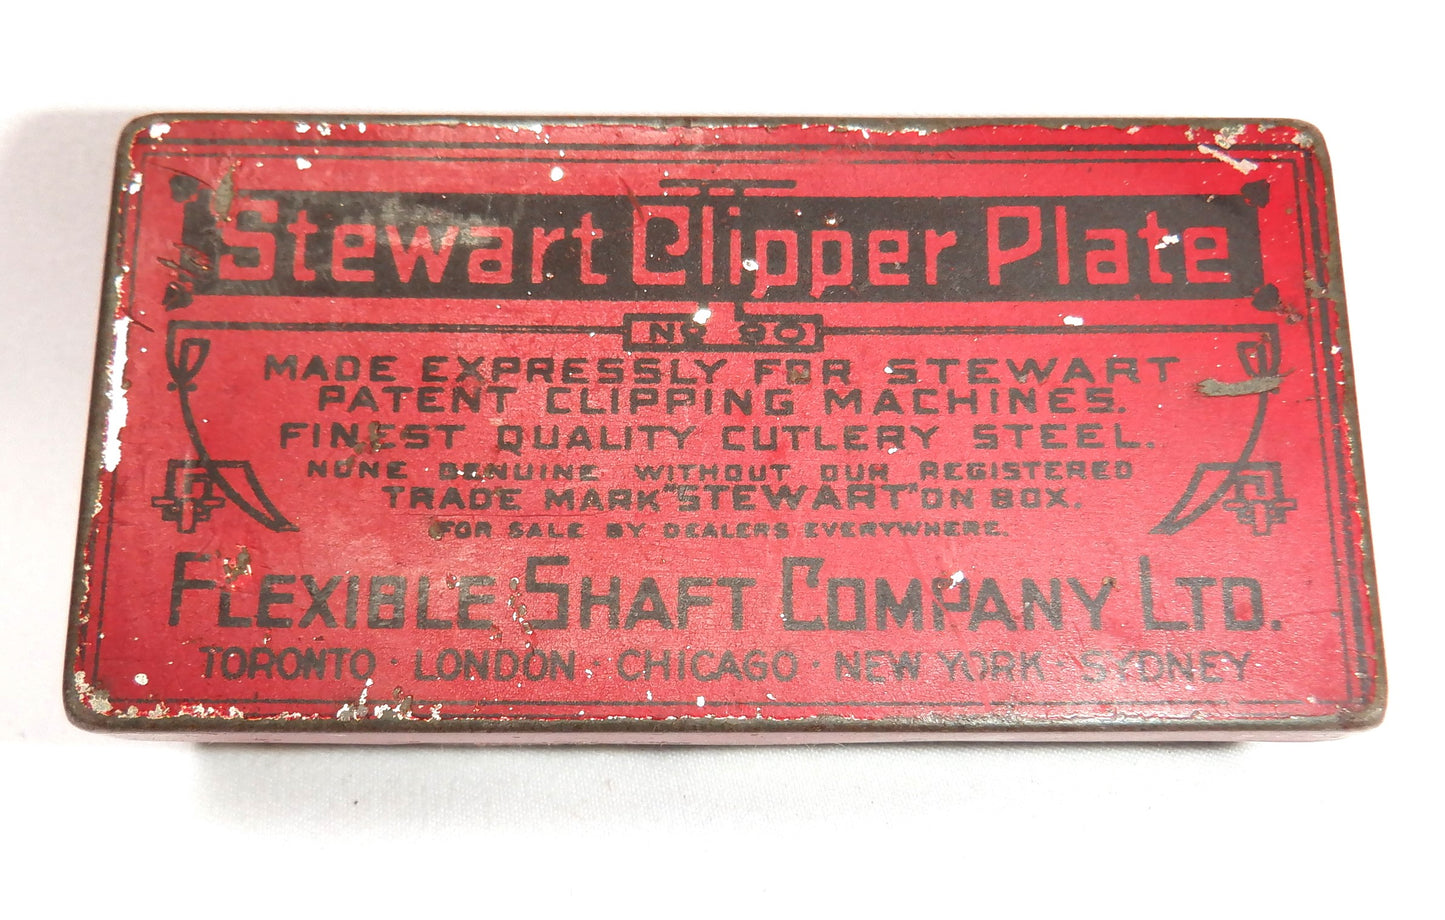 Stewart Clipper Plate
No 90
MADE EXPRESSLY FOR STEWART
PATENT CLIPPING MACHINES.
FINEST QUALITY CUTLERY STEEL.
NONE GENUINE WITHOUT OUR REGISTERED
TRADE MARK "STEWART" ON BOX.
FOR SALE BY DEALERS EVERYWHERE.
FLEXIBLE SHAFT COMPANY LTD.
TORONTO · LONDON · CHICAGO · NEW YORK · SYDNEY